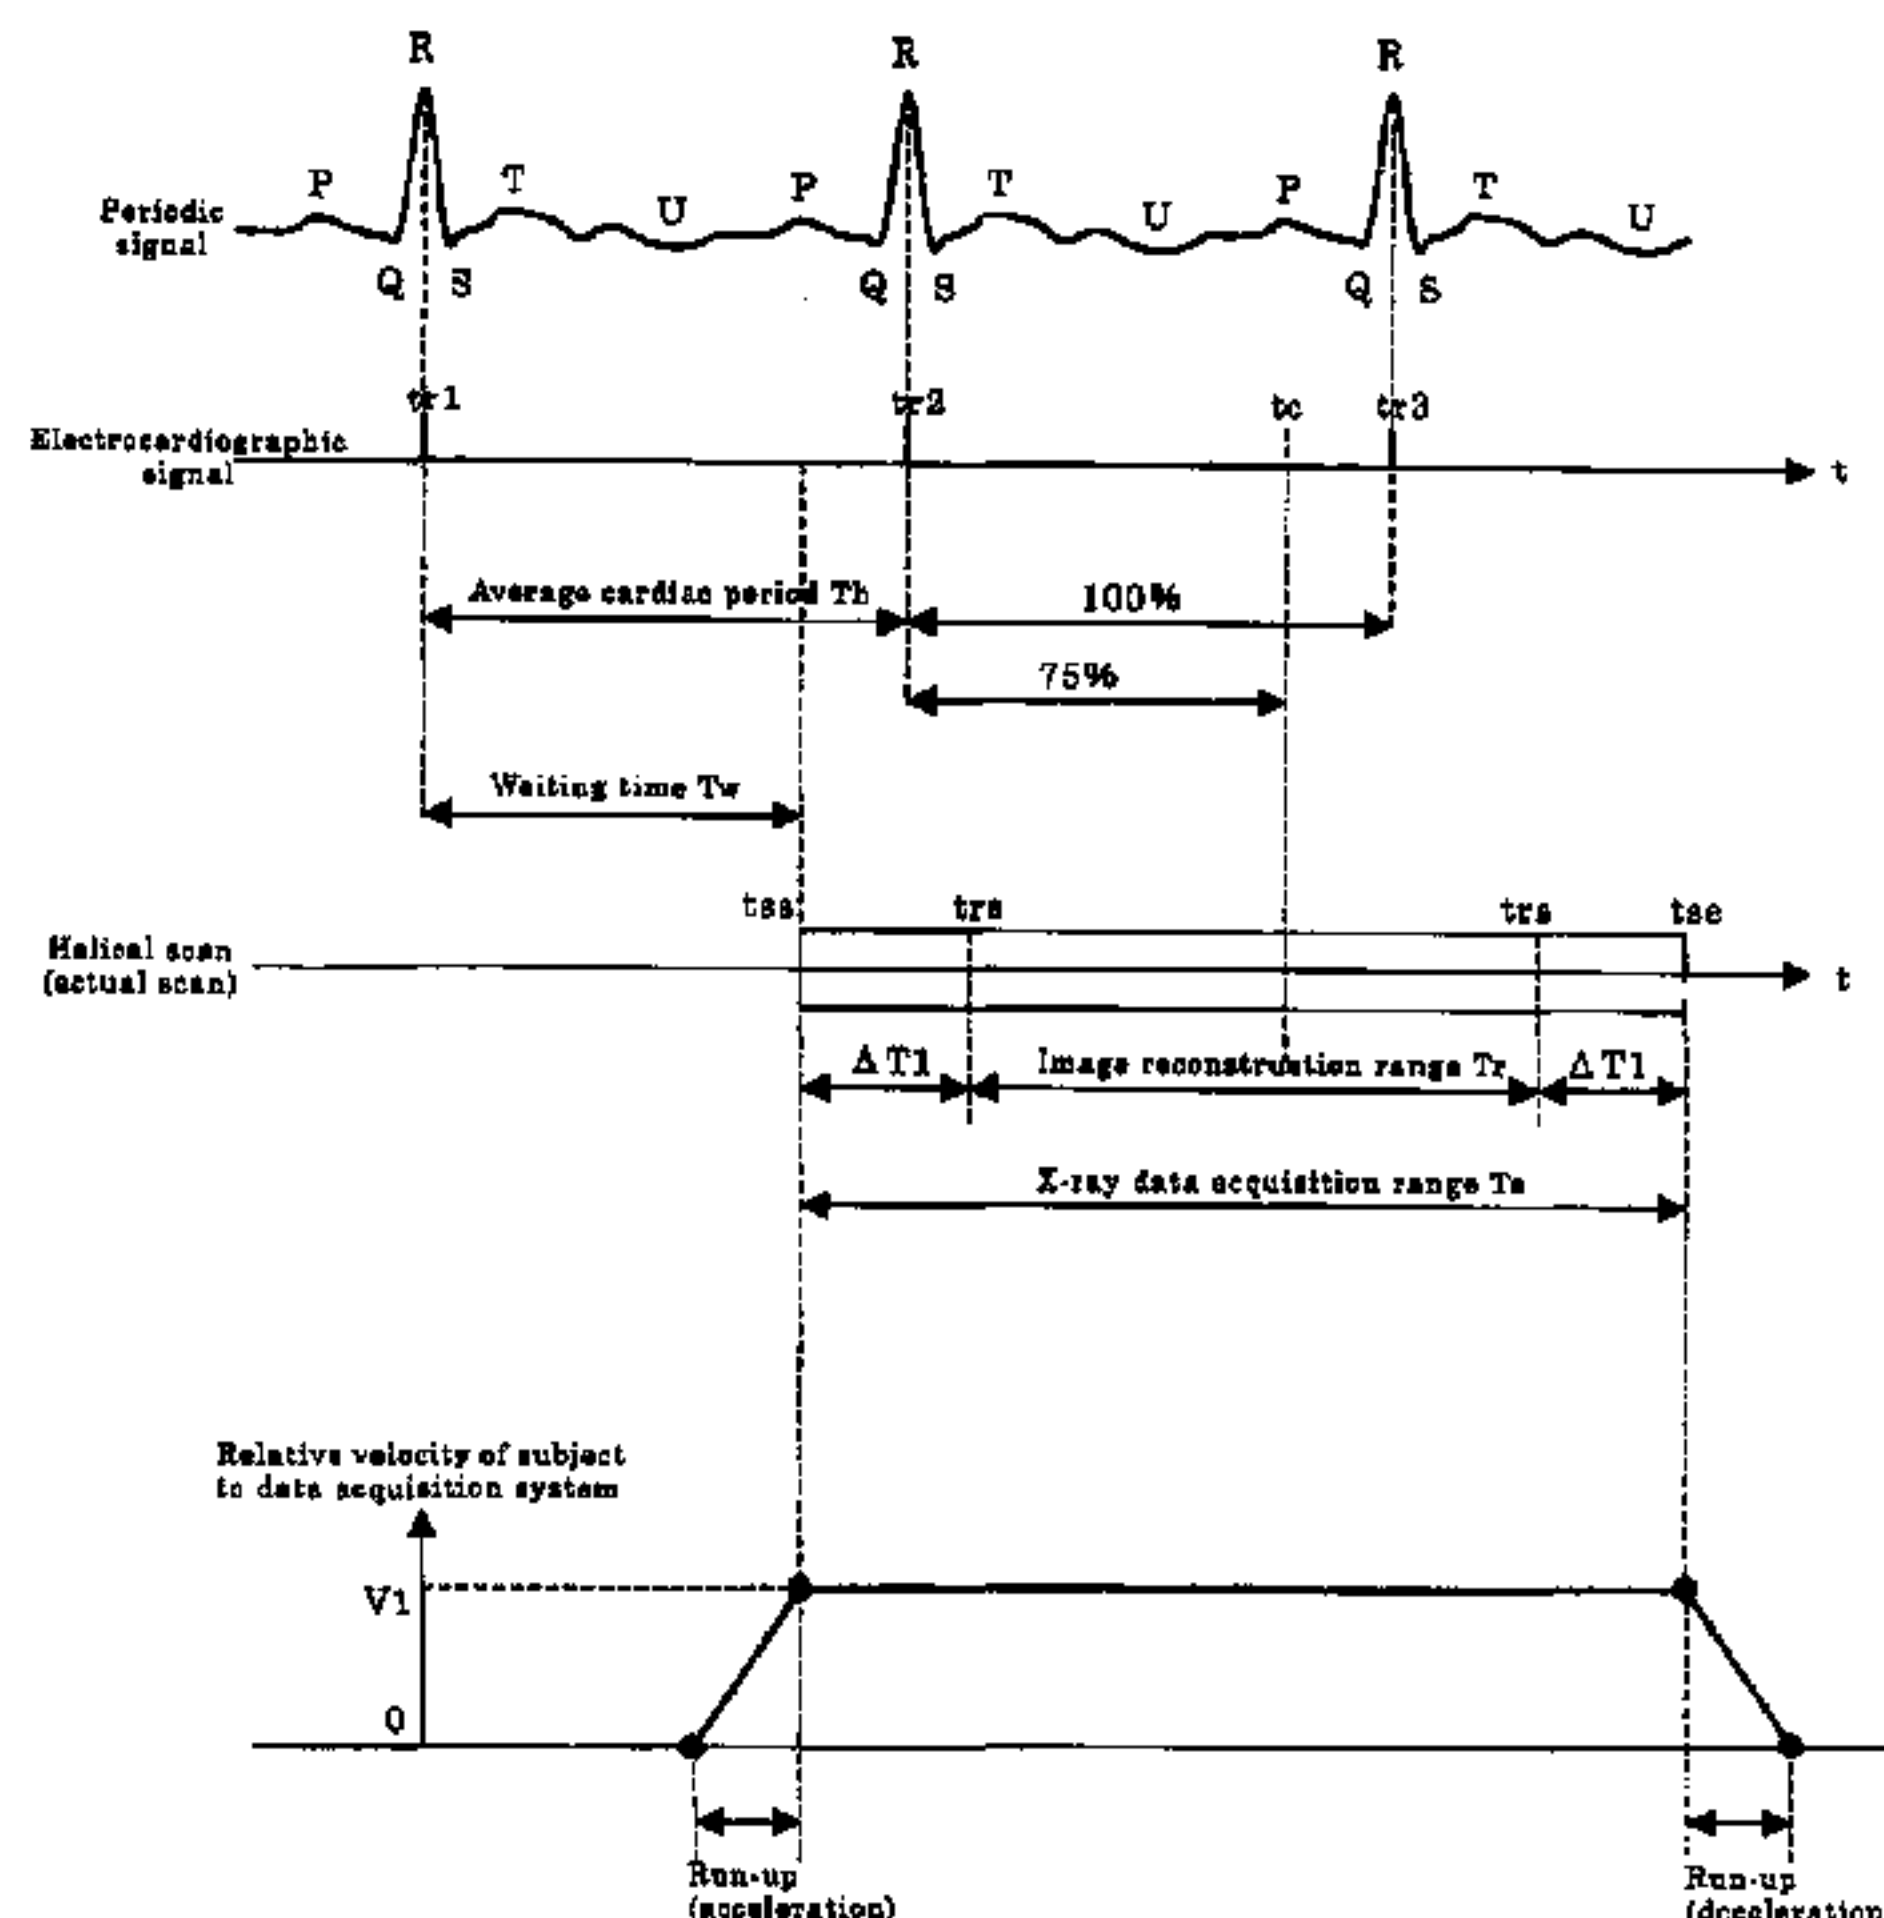 R R R
P T U P T U P T U
Periodic
signal
Q S Q S Q S
tr1 tr2 tc tr3
Electrocardiographic
signal
t
Average cardiac period Th
100%
75%
Waiting time Tw
tss trs trs tse
Helical scan
(actual scan)
t
ΔT1 Image reconstruction range Tr ΔT1
X-ray data acquisition range Ts
Relative velocity of subject
to data acquisition system
V1
0
Run-up
(acceleration)
Run-up
(deceleration